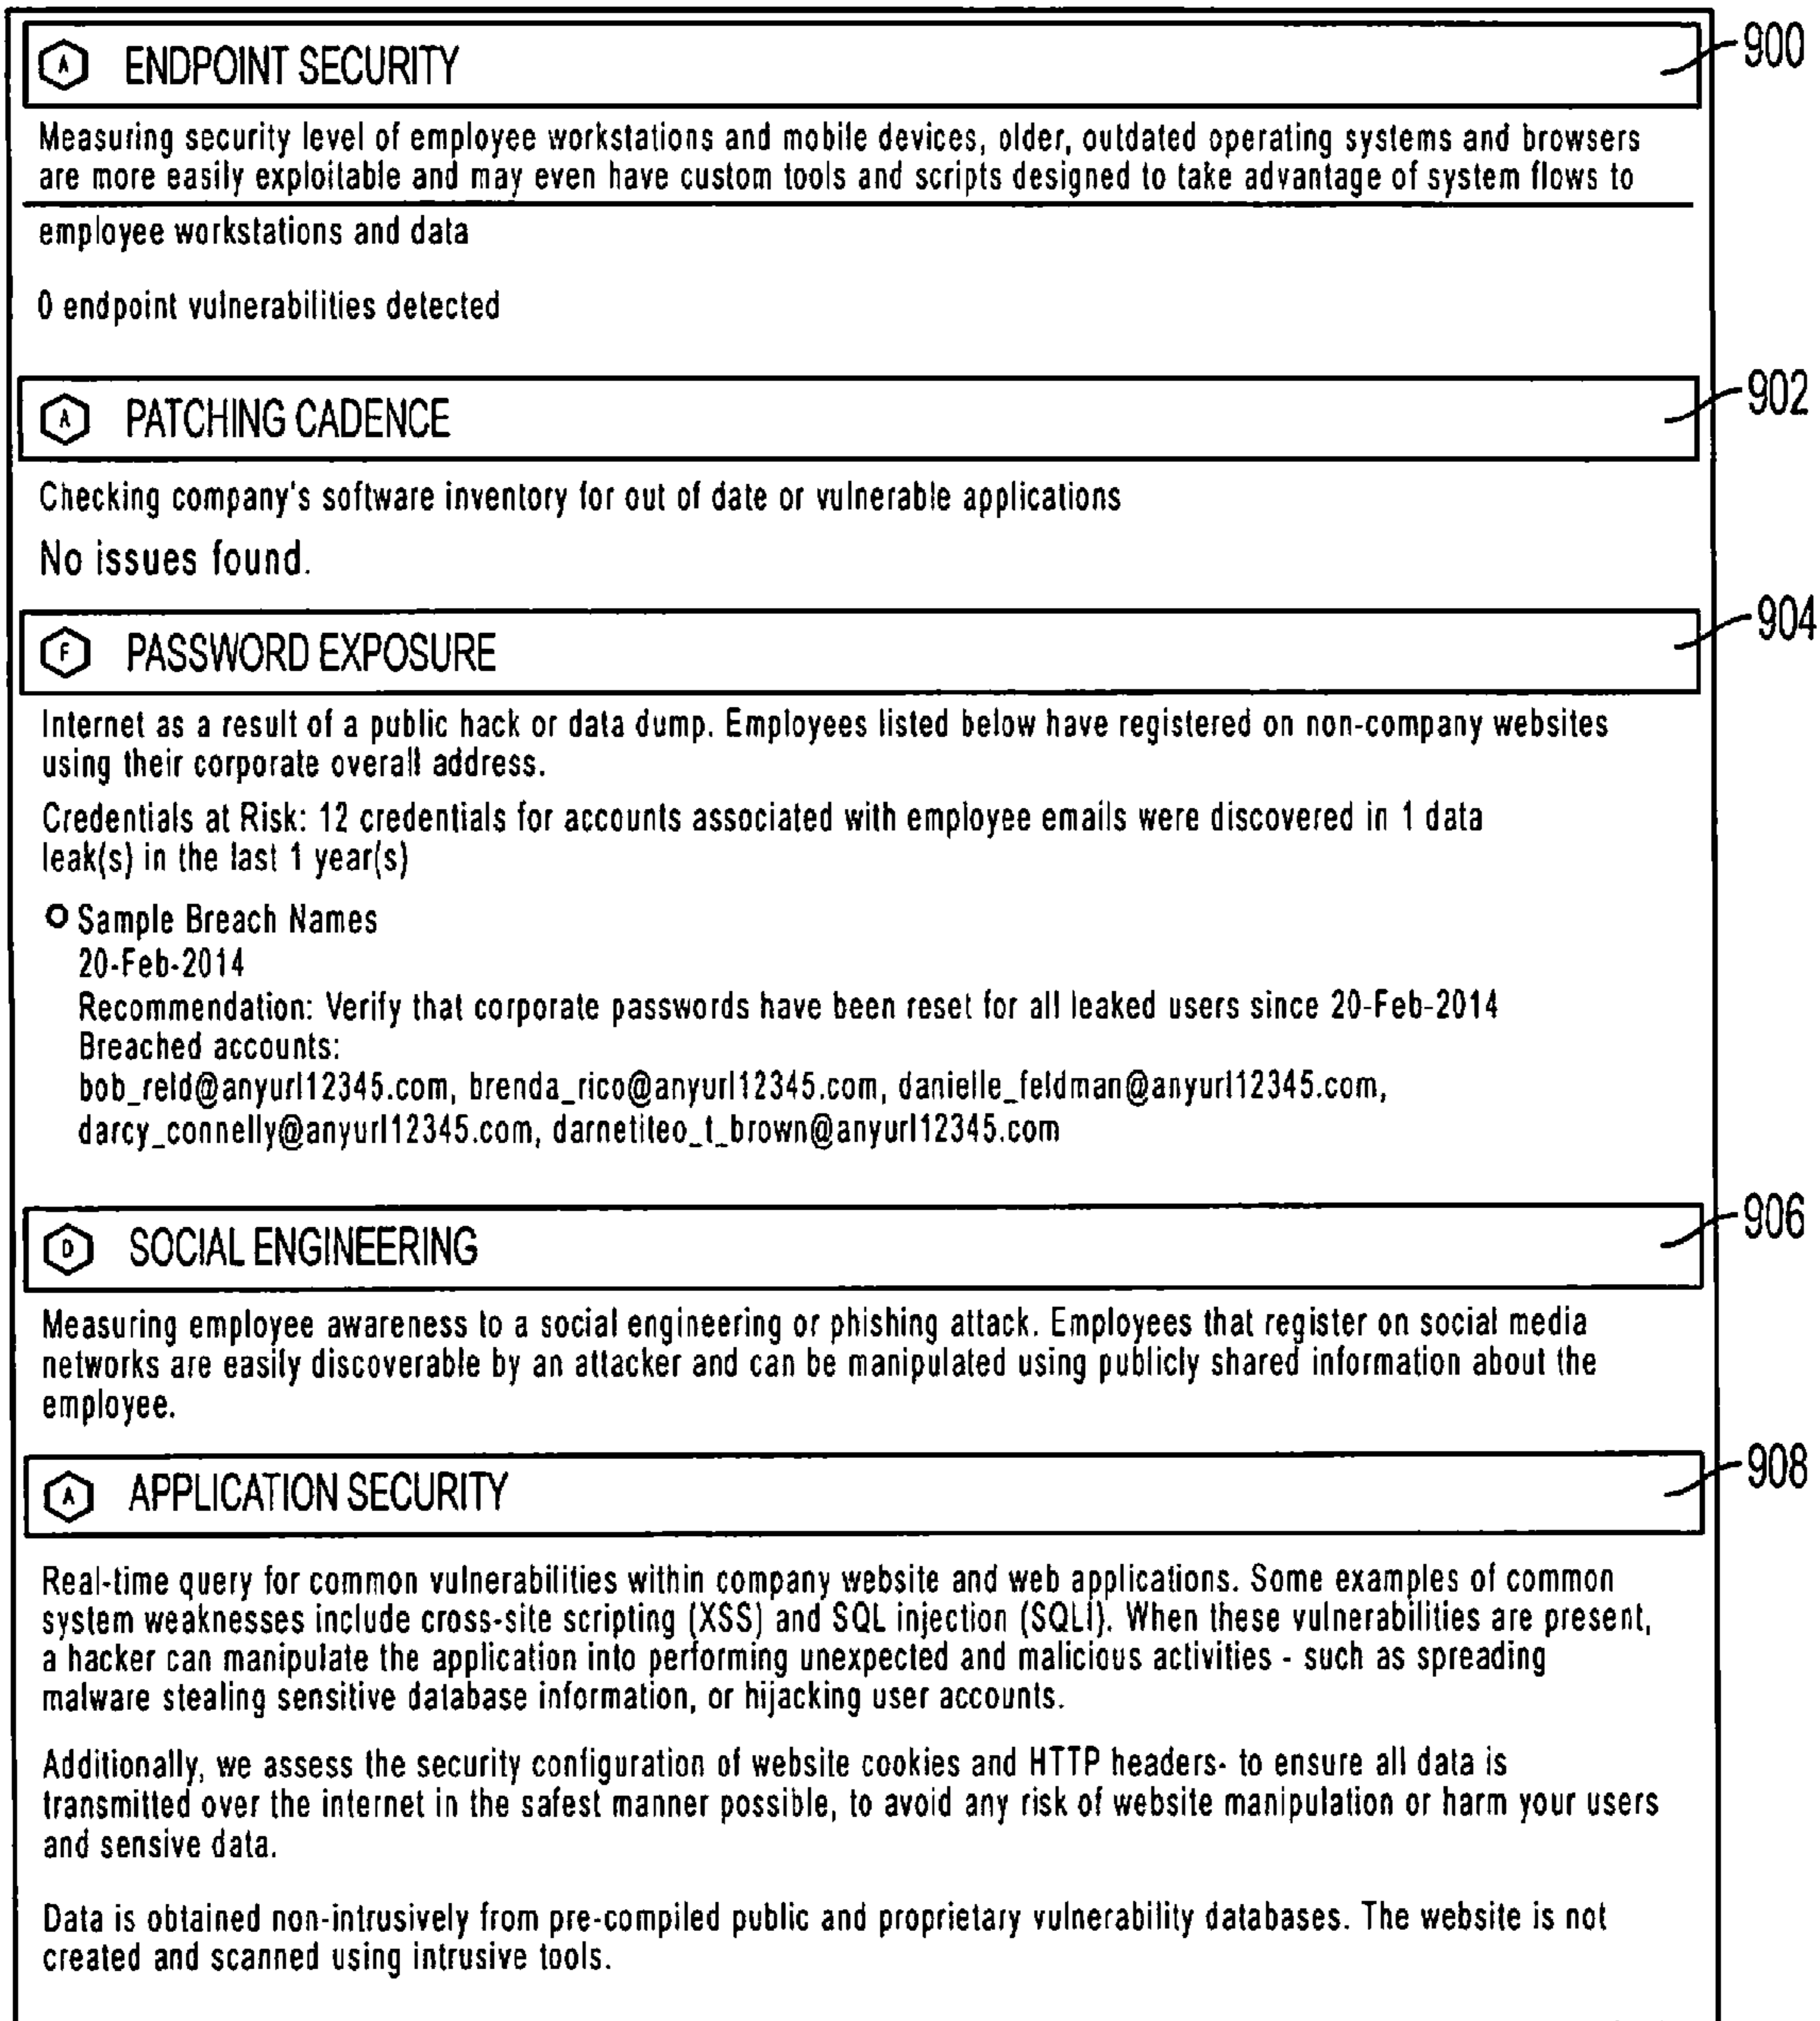 A ENDPOINT SECURITY 900
Measuring security level of employee workstations and mobile devices, older, outdated operating systems and browsers
are more easily exploitable and may even have custom tools and scripts designed to take advantage of system flows to
employee workstations and data
0 endpoint vulnerabilities detected
A PATCHING CADENCE 902
Checking company's software inventory for out of date or vulnerable applications
No issues found.
F PASSWORD EXPOSURE 904
Internet as a result of a public hack or data dump. Employees listed below have registered on non-company websites
using their corporate overall address.
Credentials at Risk: 12 credentials for accounts associated with employee emails were discovered in 1 data
leak(s) in the last 1 year(s)
Sample Breach Names
20-Feb-2014
Recommendation: Verify that corporate passwords have been reset for all leaked users since 20-Feb-2014
Breached accounts:
bob_reld@anyurl12345.com, brenda_rico@anyurl12345.com, danielle_feldman@anyurl12345.com,
darcy_connelly@anyurl12345.com, darnetiteo_t_brown@anyurl12345.com
D SOCIAL ENGINEERING 906
Measuring employee awareness to a social engineering or phishing attack. Employees that register on social media
networks are easily discoverable by an attacker and can be manipulated using publicly shared information about the
employee.
A APPLICATION SECURITY 908
Real-time query for common vulnerabilities within company website and web applications. Some examples of common
system weaknesses include cross-site scripting (XSS) and SQL injection (SQLI). When these vulnerabilities are present,
a hacker can manipulate the application into performing unexpected and malicious activities - such as spreading
malware stealing sensitive database information, or hijacking user accounts.
Additionally, we assess the security configuration of website cookies and HTTP headers- to ensure all data is
transmitted over the internet in the safest manner possible, to avoid any risk of website manipulation or harm your users
and sensive data.
Data is obtained non-intrusively from pre-compiled public and proprietary vulnerability databases. The website is not
created and scanned using intrusive tools.